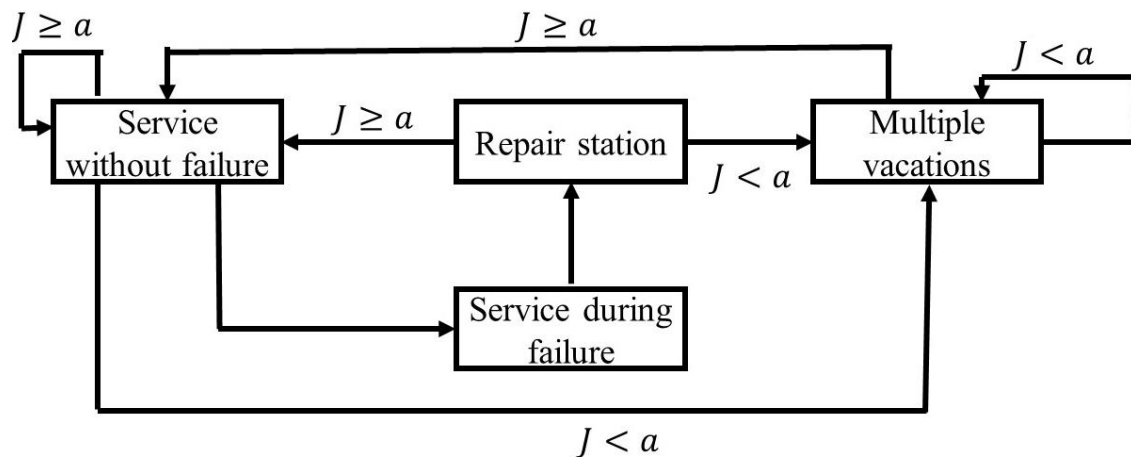 J ≥ a
J ≥ a
J < a
Service
without failure
J ≥ a
Repair station
J < a
Multiple
vacations
Service during
failure
J < a